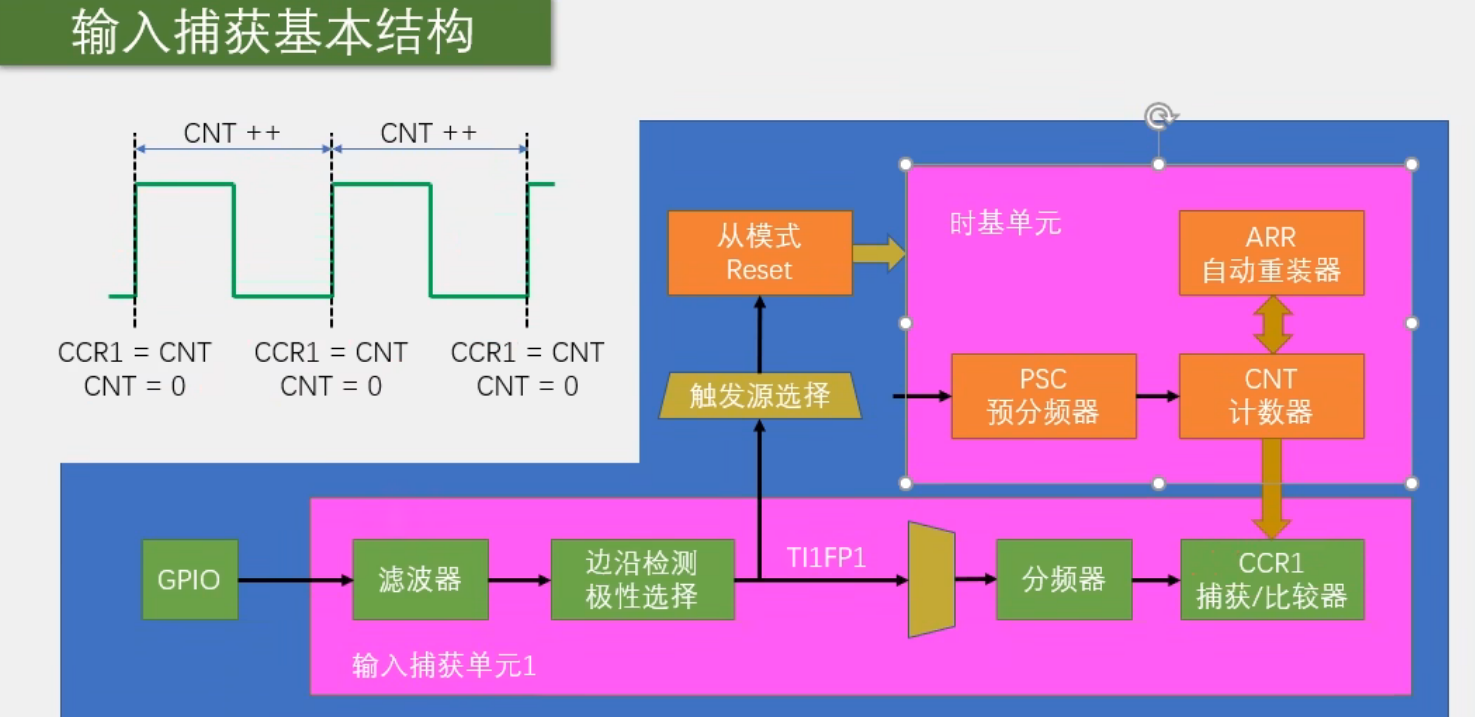 输入捕获基本结构
CNT ++
CNT ++
CCR1 = CNT
CNT = 0
CCR1 = CNT
CNT = 0
CCR1 = CNT
CNT = 0
从模式
Reset
时基单元
ARR
自动重装器
触发源选择
PSC
预分频器
CNT
计数器
GPIO
滤波器
边沿检测
极性选择
TI1FP1
分频器
CCR1
捕获/比较器
输入捕获单元1